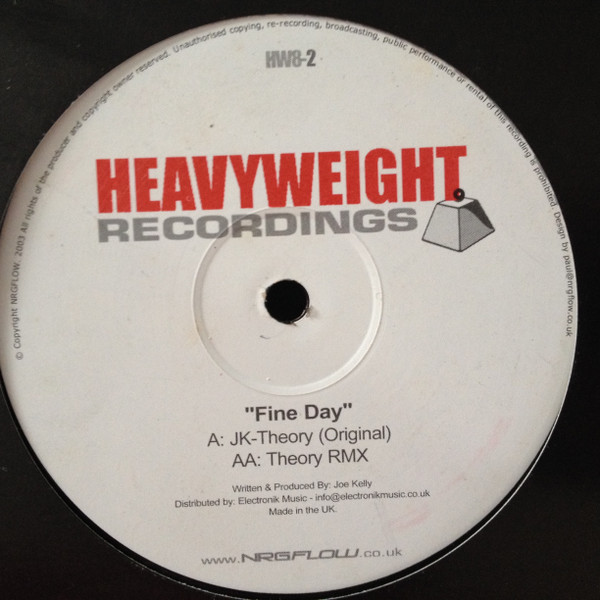 © Copyright NRGFLOW. 2003 All rights of the producer and copyright owner reserved. Unauthorised copying, re-recording, broadcasting, public performance or rental of this recording is prohibited. Design by paul@nrgflow.co.uk
HW8-2
HEAVYWEIGHT
RECORDINGS
"Fine Day"
A: JK-Theory (Original)
AA: Theory RMX
Written & Produced By: Joe Kelly
Distributed by: Electronik Music - info@electronikmusic.co.uk
Made in the UK.
www.NRGFLOW.co.uk